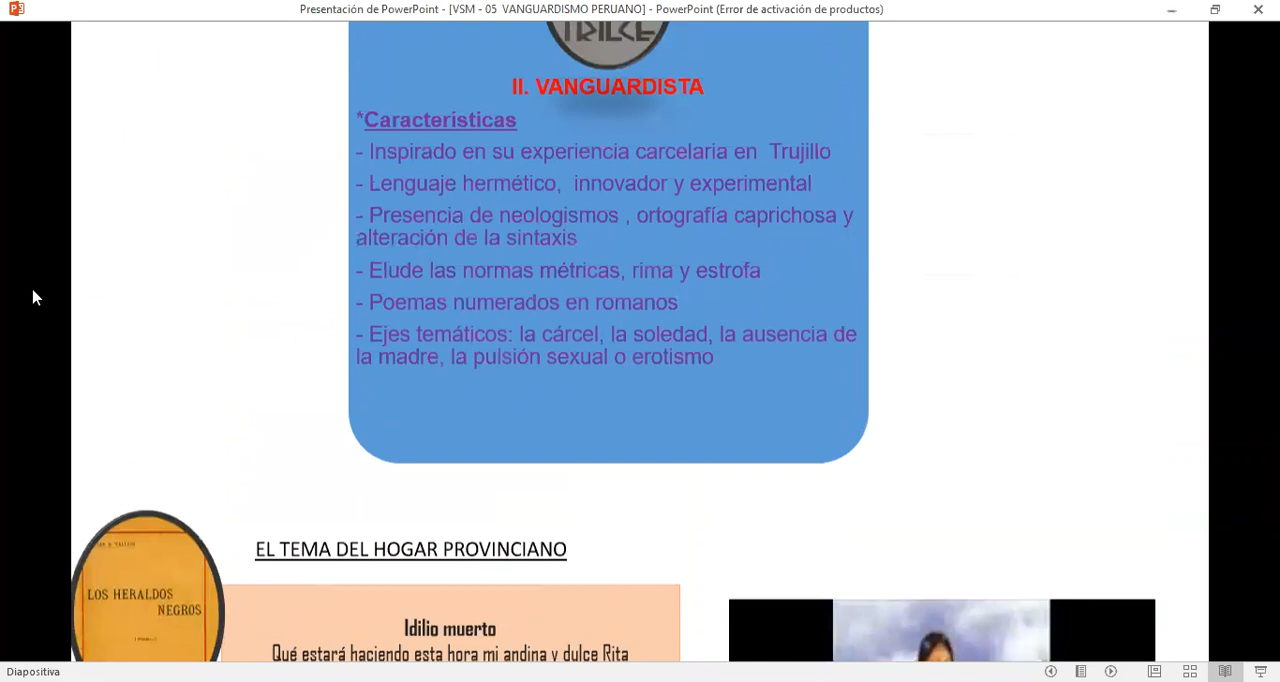 Presentación de PowerPoint - [VSM - 05 VANGUARDISMO PERUANO] - PowerPoint (Error de activación de productos)
TRILCE
II. VANGUARDISTA
*Características
- Inspirado en su experiencia carcelaria en Trujillo
- Lenguaje hermético, innovador y experimental
- Presencia de neologismos , ortografía caprichosa y
alteración de la sintaxis
- Elude las normas métricas, rima y estrofa
- Poemas numerados en romanos
- Ejes temáticos: la cárcel, la soledad, la ausencia de
la madre, la pulsión sexual o erotismo
EL TEMA DEL HOGAR PROVINCIANO
LOS HERALDOS
NEGROS
Idilio muerto
Qué estará haciendo esta hora mi andina y dulce Rita
Diapositiva